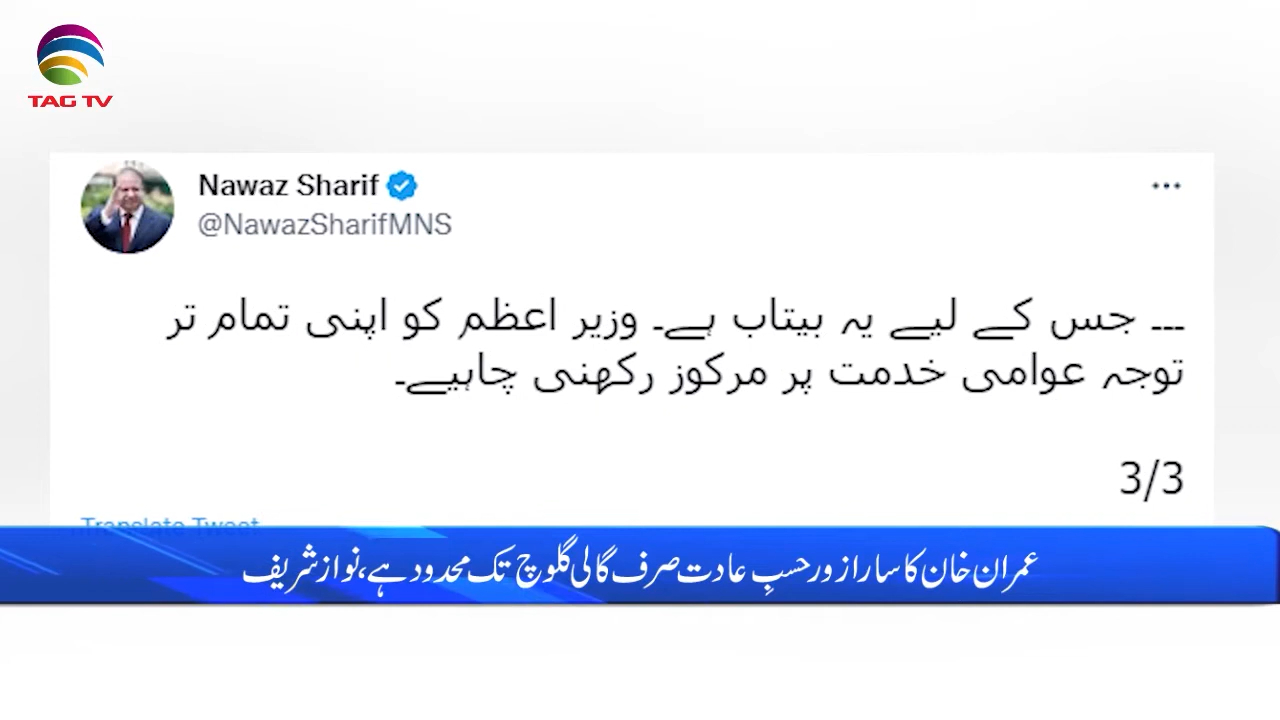 TAG TV
Nawaz Sharif
@NawazSharifMNS
۔۔۔ جس کے لیے یہ بیتاب ہے۔ وزیر اعظم کو اپنی تمام تر
توجہ عوامی خدمت پر مرکوز رکھنی چاہیے۔
3/3
Translate Tweet
عمران خان کا سارا زور حسبِ عادت صرف گالی گلوچ تک محدود ہے، نواز شریف